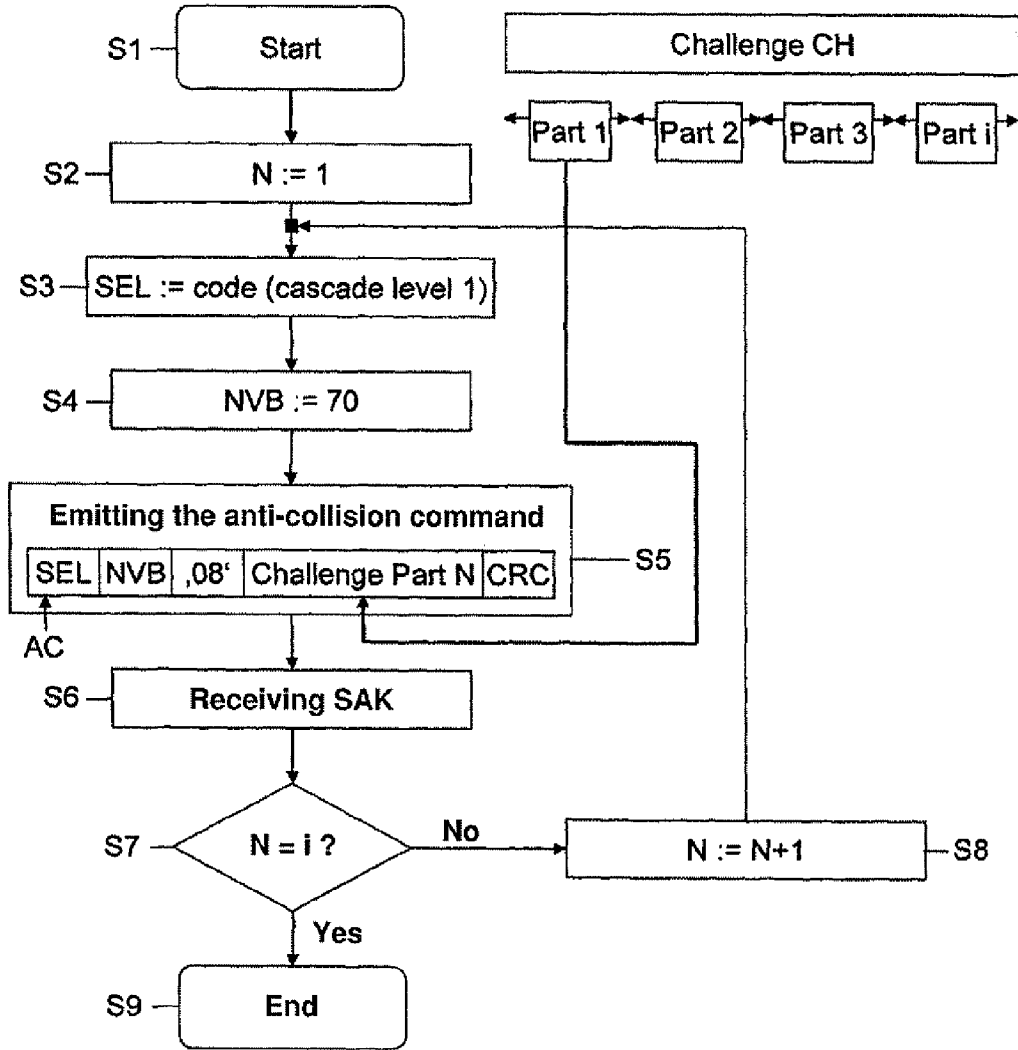 S1
Start
Challenge CH
Part 1
Part 2
Part 3
Part i
S2
N := 1
S3
SEL := code (cascade level 1)
S4
NVB := 70
Emitting the anti-collision command
SEL NVB ‚08‘ Challenge Part N CRC
S5
AC
S6
Receiving SAK
S7
N = i ?
No
N := N+1
S8
Yes
S9
End